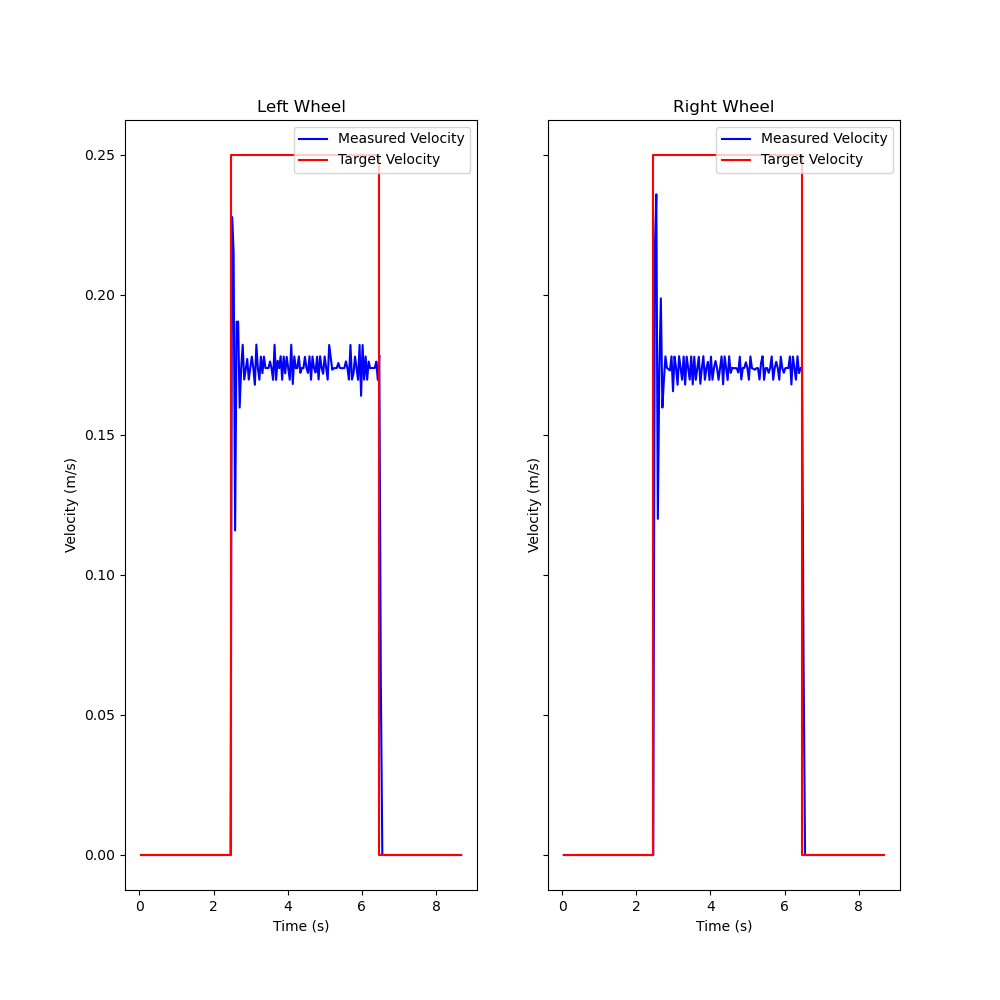 Left Wheel
Measured Velocity
Target Velocity
0.25
0.20
0.15
0.10
0.05
0.00
Velocity (m/s)
0 2 4 6 8
Time (s)
Right Wheel
Measured Velocity
Target Velocity
Velocity (m/s)
0 2 4 6 8
Time (s)